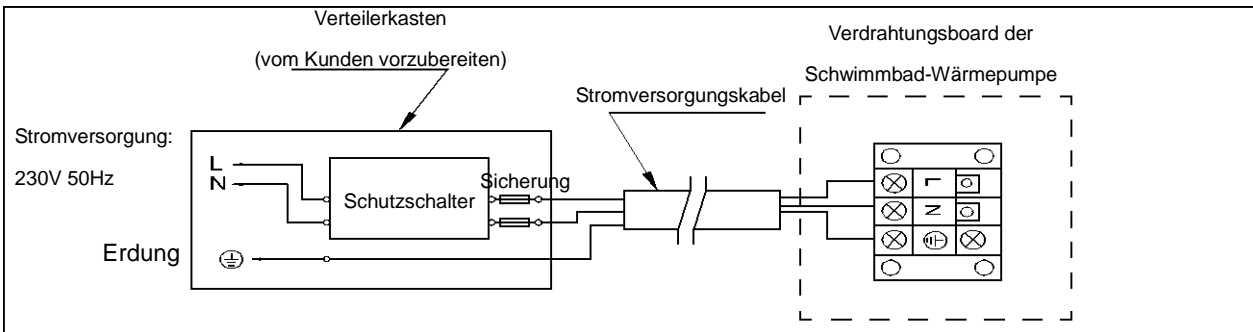 Verteilerkasten
(vom Kunden vorzubereiten)
Verdrahtungsboard der
Schwimmbad-Wärmepumpe
Stromversorgungskabel
Stromversorgung:
230V 50Hz
L
N
Schutzschalter
Sicherung
Erdung
L
N